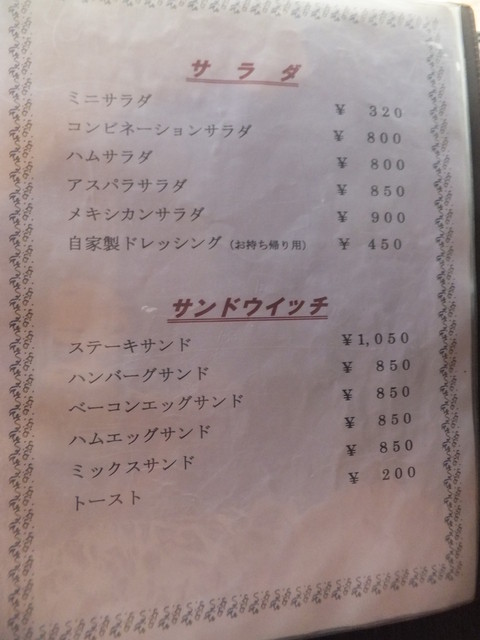 サラダ
ミニサラダ ￥ 320
コンビネーションサラダ ￥ 800
ハムサラダ ￥ 800
アスパラサラダ ￥ 850
メキシカンサラダ ￥ 900
自家製ドレッシング（お持ち帰り用） ￥ 450
サンドウイッチ
ステーキサンド ￥1,050
ハンバーグサンド ￥ 850
ベーコンエッグサンド ￥ 850
ハムエッグサンド ￥ 850
ミックスサンド ￥ 850
トースト ￥ 200